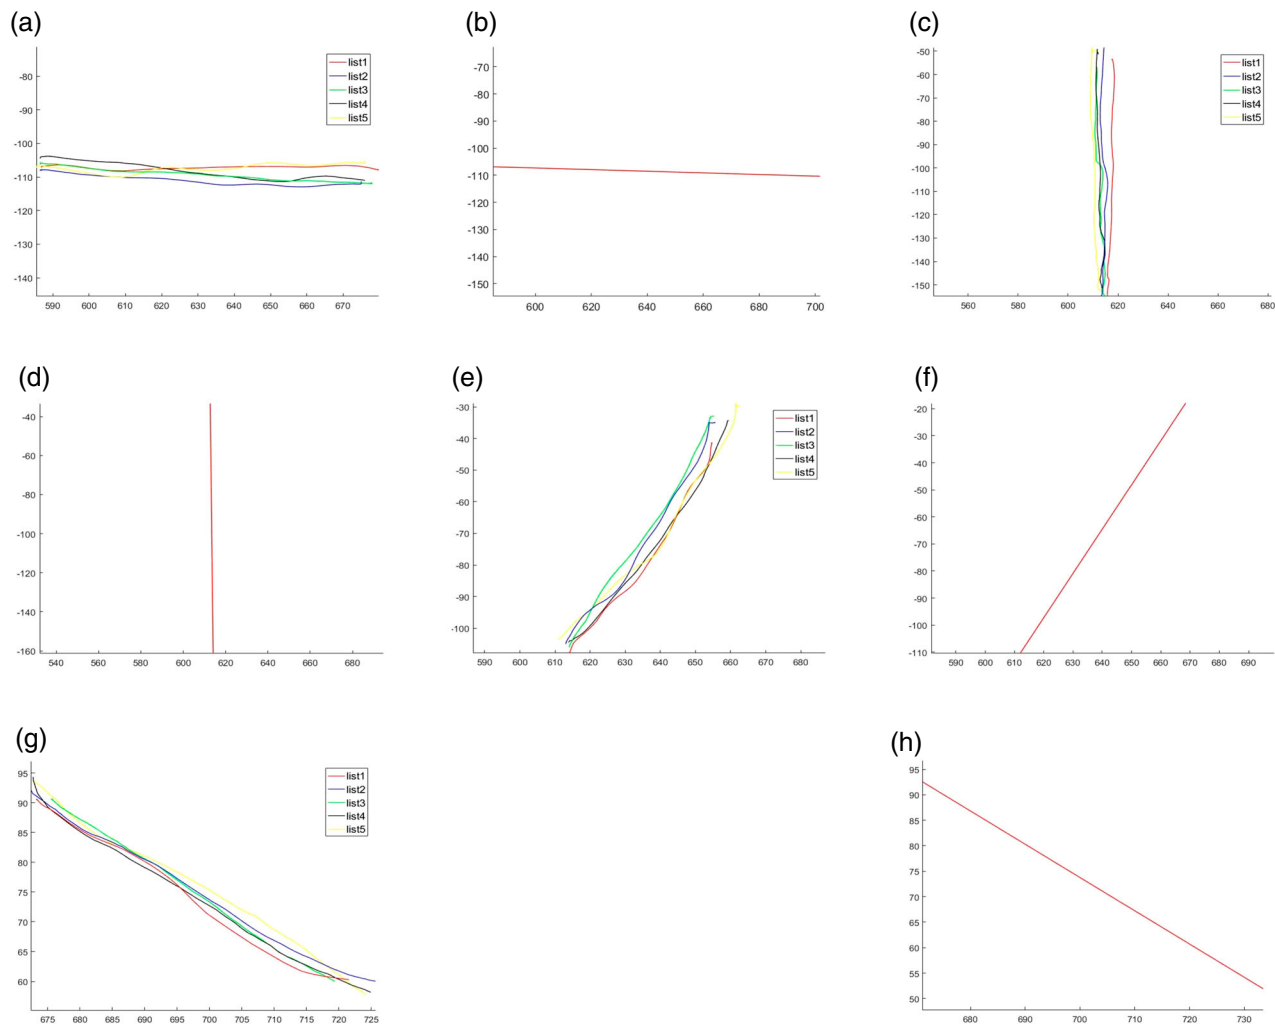 (a)
-80
-90
-100
-110
-120
-130
-140
590 600 610 620 630 640 650 660 670
list1
list2
list3
list4
list5
(b)
-70
-80
-90
-100
-110
-120
-130
-140
-150
600 620 640 660 680 700
(c)
-50
-60
-70
-80
-90
-100
-110
-120
-130
-140
-150
560 580 600 620 640 660 680
list1
list2
list3
list4
list5
(d)
-40
-60
-80
-100
-120
-140
-160
540 560 580 600 620 640 660 680
(e)
-30
-40
-50
-60
-70
-80
-90
-100
590 600 610 620 630 640 650 660 670 680
list1
list2
list3
list4
list5
(f)
-20
-30
-40
-50
-60
-70
-80
-90
-100
-110
590 600 610 620 630 640 650 660 670 680 690
(g)
95
90
85
80
75
70
65
60
675 680 685 690 695 700 705 710 715 720 725
list1
list2
list3
list4
list5
(h)
95
90
85
80
75
70
65
60
55
50
680 690 700 710 720 730